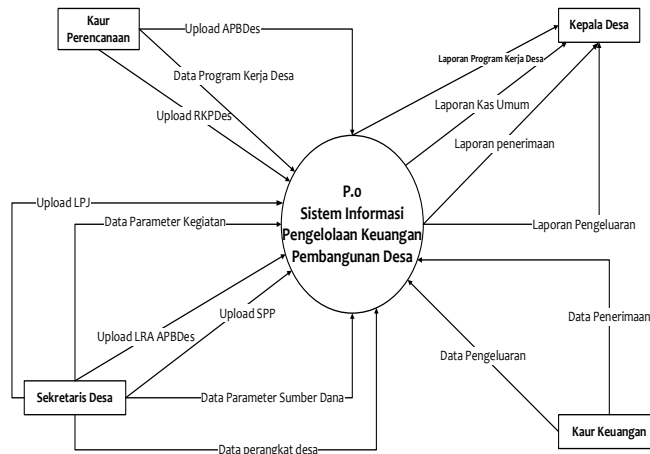 Kaur
Perencanaan
Upload APBDes
Kepala Desa
Laporan Program Kerja Desa
Data Program Kerja Desa
Laporan Kas Umum
Upload RKPDes
Laporan penerimaan
P.0
Sistem Informasi
Pengelolaan Keuangan
Pembangunan Desa
Upload LPJ
Data Parameter Kegiatan
Laporan Pengeluaran
Upload SPP
Data Penerimaan
Upload LRA APBDes
Data Pengeluaran
Sekretaris Desa
Data Parameter Sumber Dana
Kaur Keuangan
Data perangkat desa